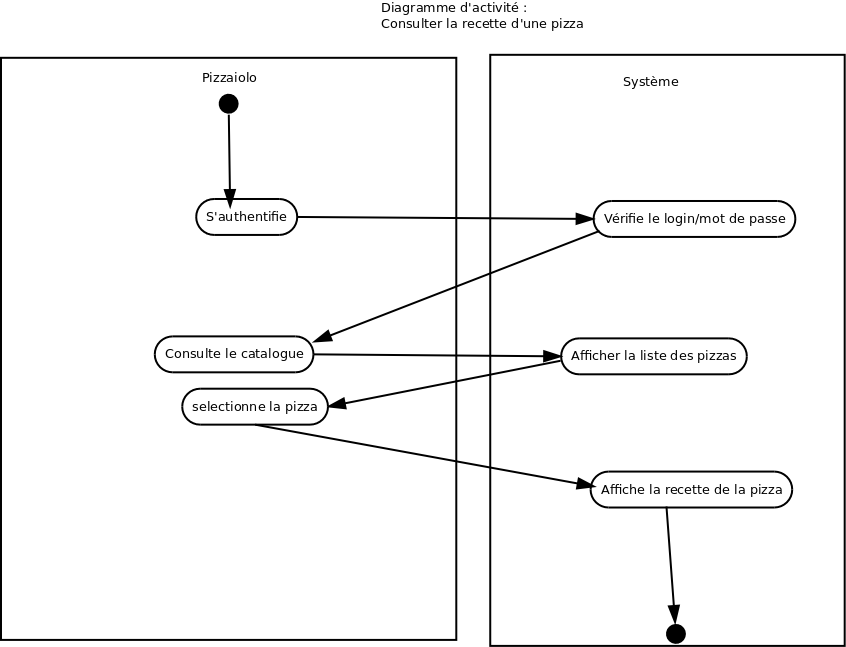 Diagramme d'activité :
Consulter la recette d'une pizza
Pizzaiolo
Système
S'authentifie
Vérifie le login/mot de passe
Consulte le catalogue
Afficher la liste des pizzas
selectionne la pizza
Affiche la recette de la pizza